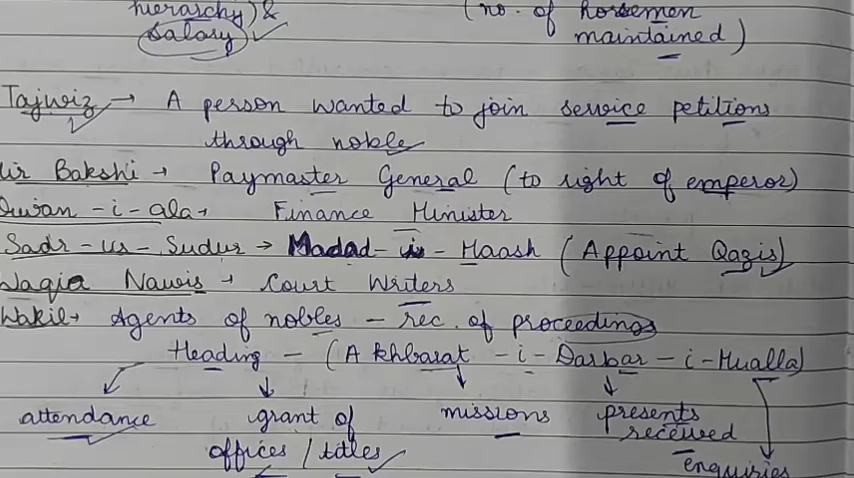 hierarchy) & (no. of horsemen
salary maintained)
Tajwiz → A person wanted to join service petitions
through noble
Mir Bakshi → Paymaster General (to right of emperor)
Diwan-i-ala → Finance Minister
Sadr-us-Sudur → Madad-i-Maash (Appoint Qazis)
Waqia Nawis → Court Writers
Wakil → Agents of nobles - rec. of proceedings
Heading - (Akhbarat-i-Darbar-i-Mualla)
attendance grant of missions presents
offices / titles received
enquiries